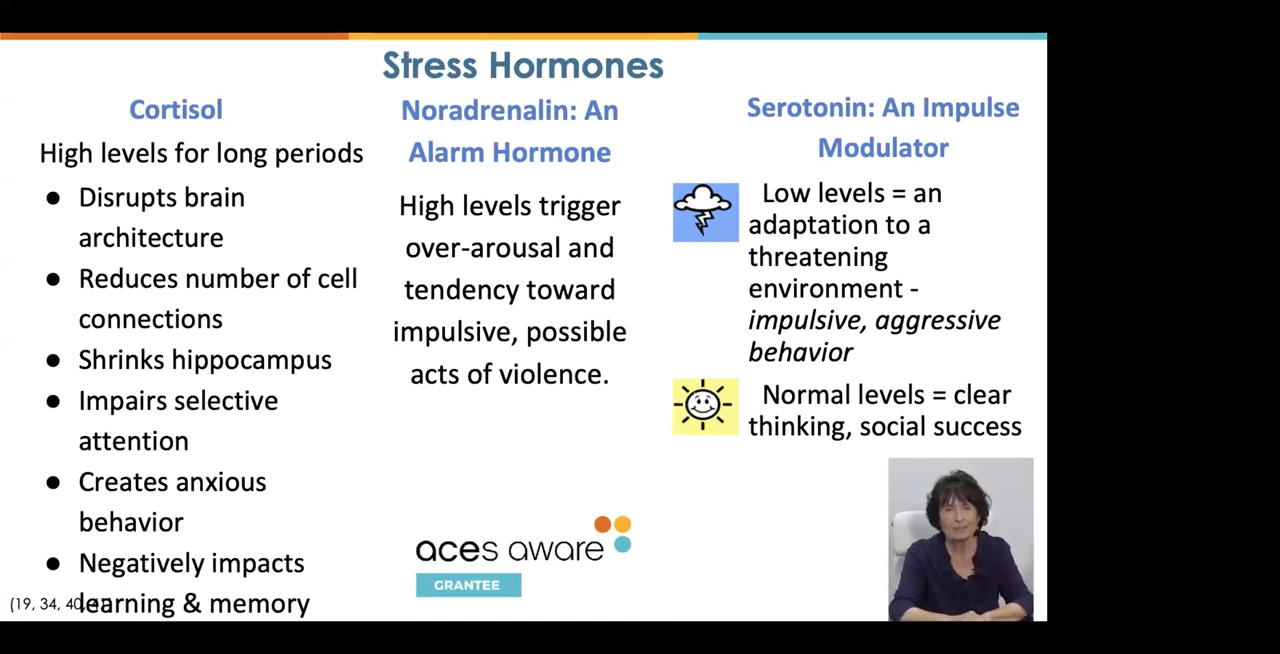 Stress Hormones
Cortisol
High levels for long periods
● Disrupts brain
architecture
● Reduces number of cell
connections
● Shrinks hippocampus
● Impairs selective
attention
● Creates anxious
behavior
● Negatively impacts
learning & memory
(19, 34, 40,
Noradrenalin: An
Alarm Hormone
High levels trigger
over-arousal and
tendency toward
impulsive, possible
acts of violence.
Serotonin: An Impulse
Modulator
Low levels = an
adaptation to a
threatening
environment -
impulsive, aggressive
behavior
Normal levels = clear
thinking, social success
aces aware
GRANTEE